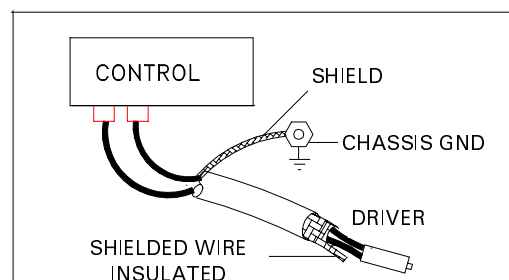 CONTROL
SHIELD
CHASSIS GND
DRIVER
SHIELDED WIRE
INSULATED